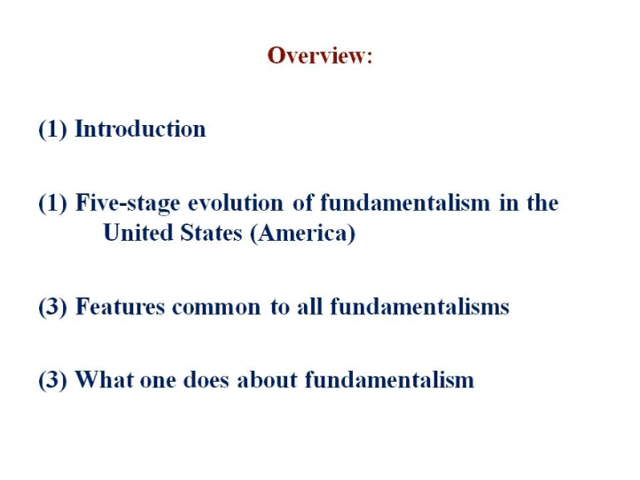 Overview:
(1) Introduction
(1) Five-stage evolution of fundamentalism in the
United States (America)
(3) Features common to all fundamentalisms
(3) What one does about fundamentalism